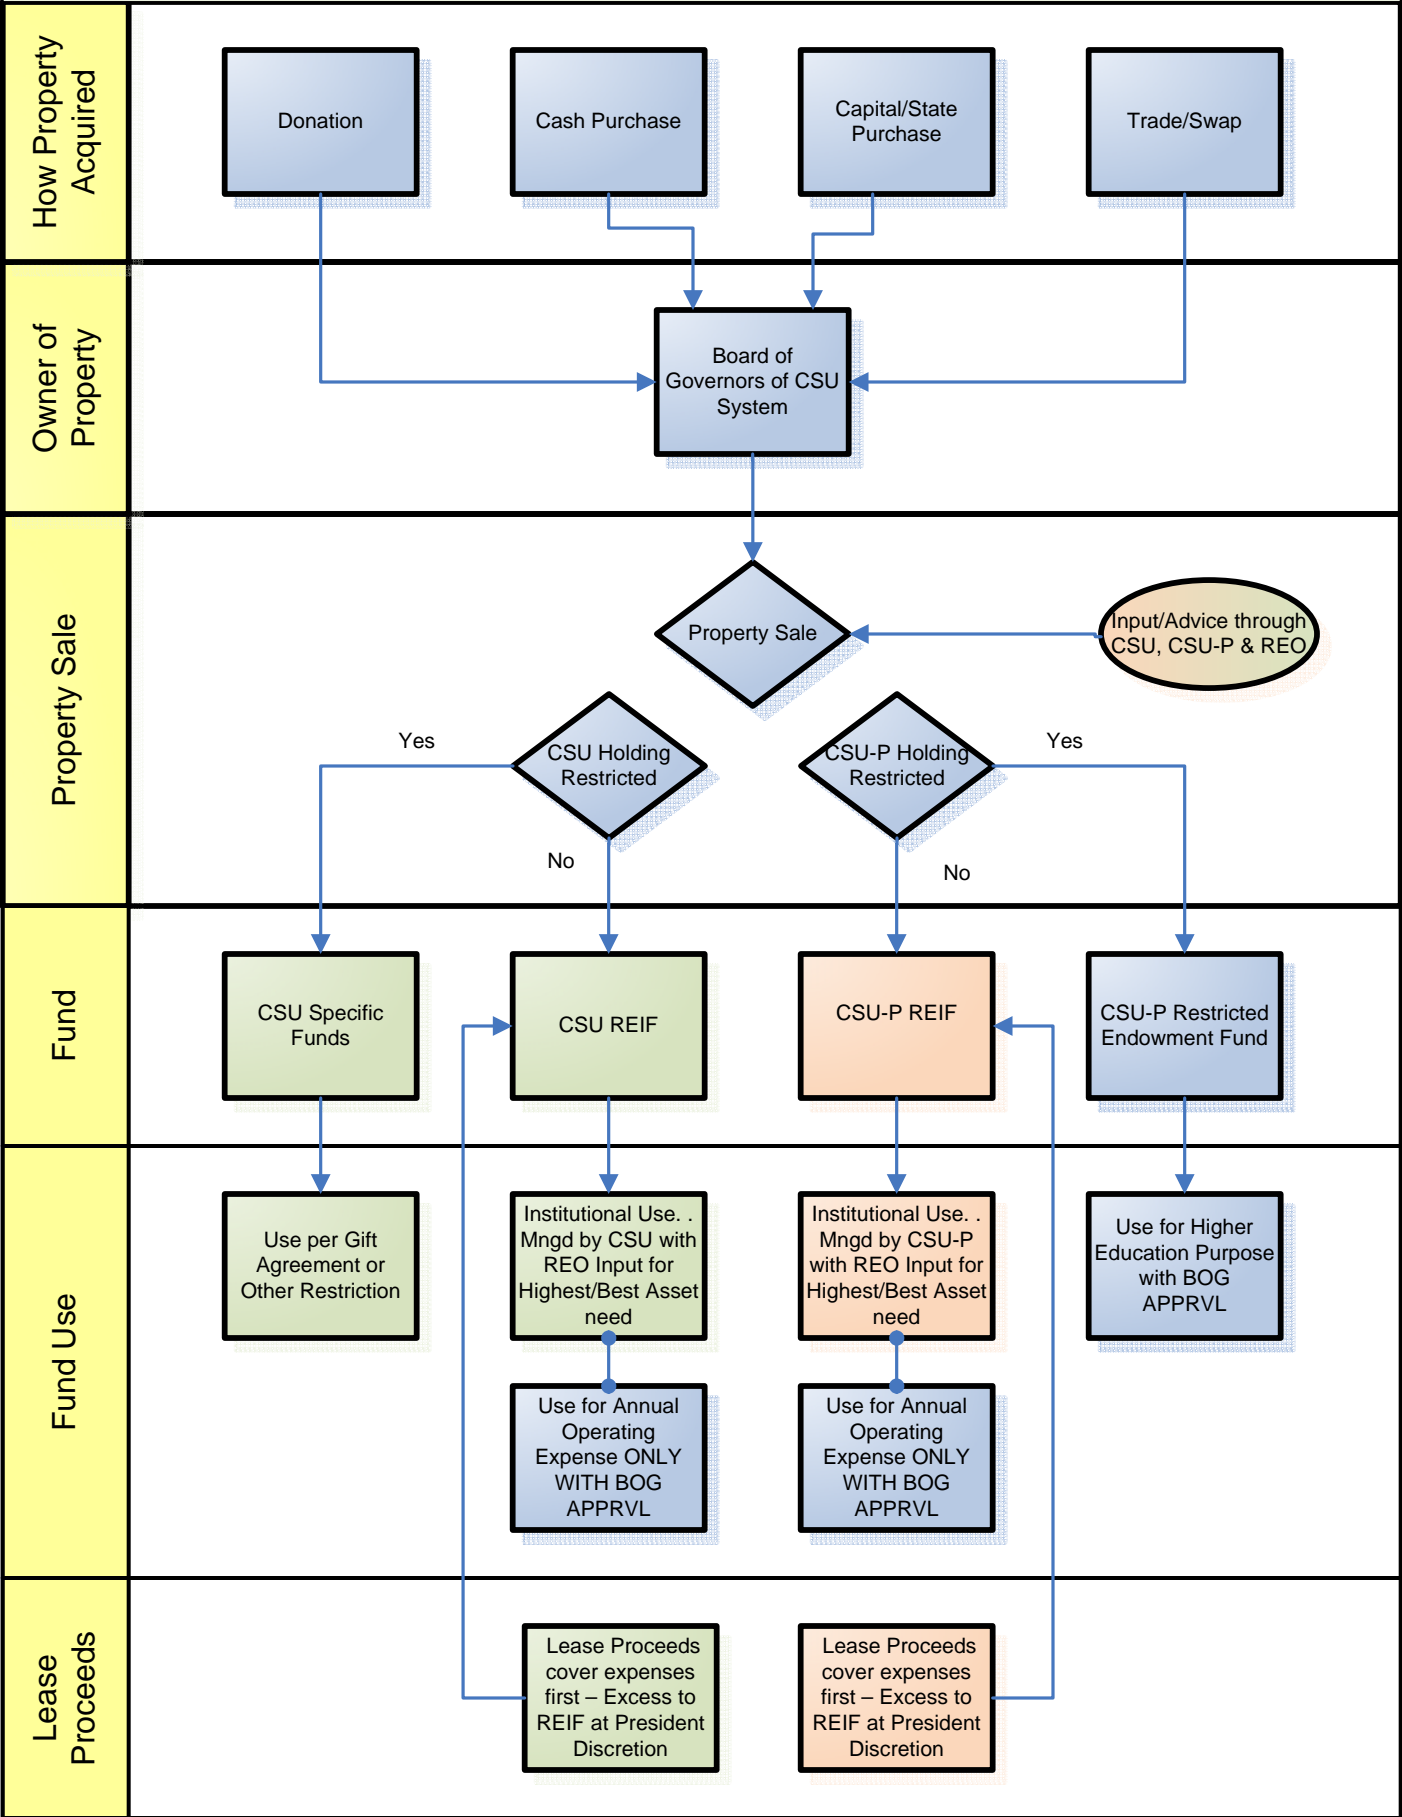 How Property
Acquired
Donation
Cash Purchase
Capital/State
Purchase
Trade/Swap
Owner of
Property
Board of
Governors of CSU
System
Property Sale
Property Sale
Input/Advice through
CSU, CSU-P & REO
Yes
CSU Holding
Restricted
No
CSU-P Holding
Restricted
Yes
No
Fund
CSU Specific
Funds
CSU REIF
CSU-P REIF
CSU-P Restricted
Endowment Fund
Fund Use
Use per Gift
Agreement or
Other Restriction
Institutional Use. .
Mngd by CSU with
REO Input for
Highest/Best Asset
need
Institutional Use. .
Mngd by CSU-P
with REO Input for
Highest/Best Asset
need
Use for Higher
Education Purpose
with BOG
APPRVL
Use for Annual
Operating
Expense ONLY
WITH BOG
APPRVL
Use for Annual
Operating
Expense ONLY
WITH BOG
APPRVL
Lease
Proceeds
Lease Proceeds
cover expenses
first – Excess to
REIF at President
Discretion
Lease Proceeds
cover expenses
first – Excess to
REIF at President
Discretion